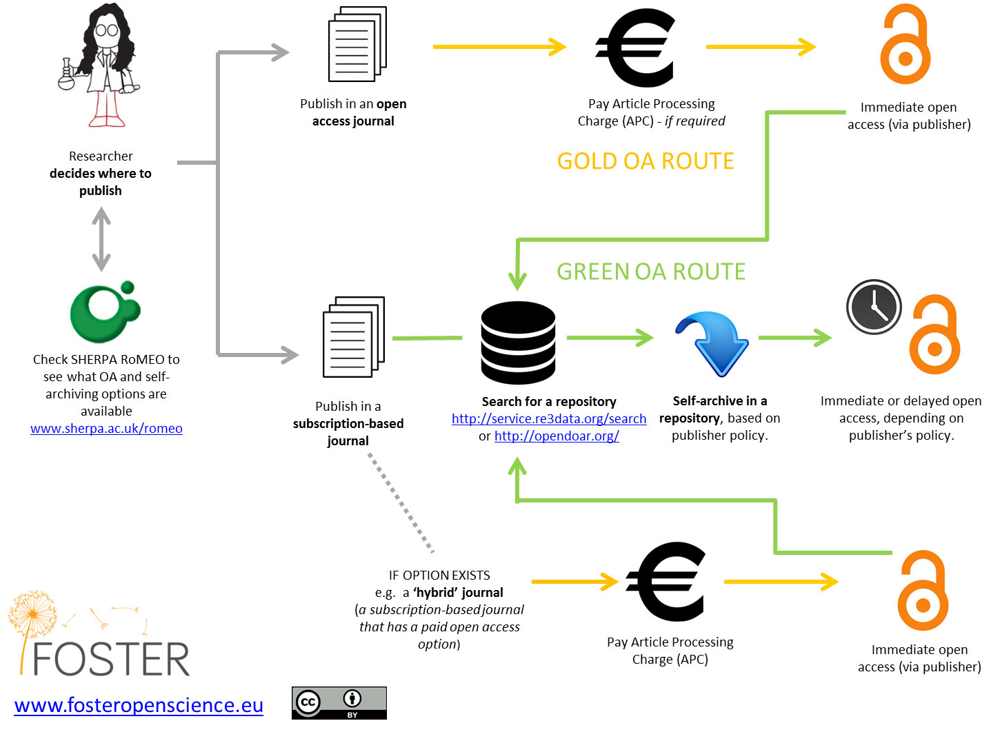 Publish in an open
access journal
Pay Article Processing
Charge (APC) - if required
Immediate open
access (via publisher)
Researcher
decides where to
publish
GOLD OA ROUTE
GREEN OA ROUTE
Check SHERPA RoMEO to
see what OA and self-
archiving options are
available
www.sherpa.ac.uk/romeo
Publish in a
subscription-based
journal
Search for a repository
http://service.re3data.org/search
or http://opendoar.org/
Self-archive in a
repository, based on
publisher policy.
Immediate or delayed open
access, depending on
publisher’s policy.
IF OPTION EXISTS
e.g. a ‘hybrid’ journal
(a subscription-based journal
that has a paid open access
option)
Pay Article Processing
Charge (APC)
Immediate open
access (via publisher)
FOSTER
www.fosteropenscience.eu
cc
BY